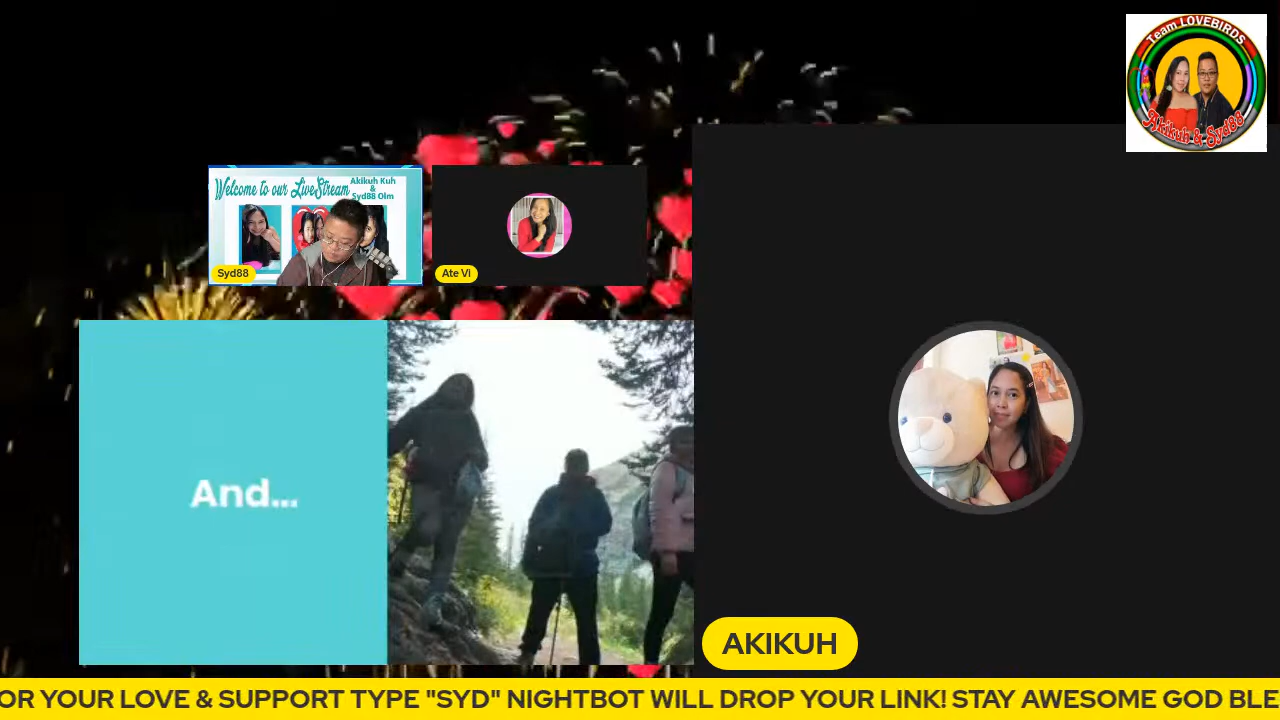 Team LOVEBIRDS
Akikuh & Syd88
Welcome to our LiveStream
Akikuh Kuh
&
Syd88 Olm
Syd88
Ate Vi
And...
AKIKUH
OR YOUR LOVE & SUPPORT TYPE "SYD" NIGHTBOT WILL DROP YOUR LINK! STAY AWESOME GOD BLE